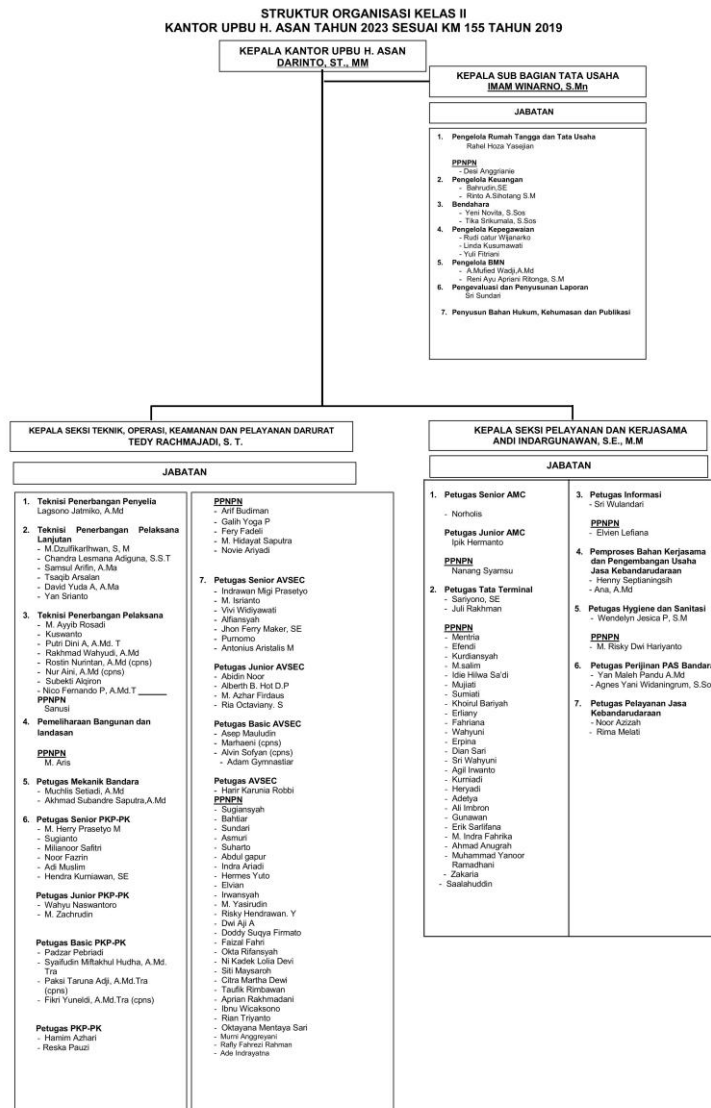 STRUKTUR ORGANISASI KELAS II
KANTOR UPBU H. ASAN TAHUN 2023 SESUAI KM 155 TAHUN 2019
KEPALA KANTOR UPBU H. ASAN
DARINTO, ST., MM
KEPALA SUB BAGIAN TATA USAHA
IMAM WINARNO, S.Mn
JABATAN
1. Pengelola Rumah Tangga dan Tata Usaha
Rahel Hoza Yasejian
PPNPN
- Desi Anggrianie
2. Pengelola Keuangan
- Bahrudin,SE
- Rinto A.Sihotang S.M
3. Bendahara
- Yeni Novita, S.Sos
- Tika Srikumala, S.Sos
4. Pengelola Kepegawaian
- Rudi catur Wijanarko
- Linda Kusumawati
- Yuli Fitriani
5. Pengelola BMN
- A.Mufied Wadji,A.Md
- Reni Ayu Apriani Ritonga, S.M
6. Pengevaluasi dan Penyusunan Laporan
Sri Sundari
7. Penyusun Bahan Hukum, Kehumasan dan Publikasi
KEPALA SEKSI TEKNIK, OPERASI, KEAMANAN DAN PELAYANAN DARURAT
TEDY RACHMAJADI, S. T.
JABATAN
1. Teknisi Penerbangan Penyelia
Lagsono Jatmiko, A.Md
2. Teknisi Penerbangan Pelaksana
Lanjutan
- M.Dzulfikarlhwan, S, M
- Chandra Lesmana Adiguna, S.S.T
- Samsul Arifin, A.Ma
- Tsaqib Arsalan
- David Yuda A, A.Ma
- Yan Srianto
3. Teknisi Penerbangan Pelaksana
- M. Ayyib Rosadi
- Kuswanto
- Putri Dini A, A.Md. T
- Rakhmad Wahyudi, A.Md
- Rostin Nurintan, A.Md (cpns)
- Nur Aini, A.Md (cpns)
- Subekti Alqiron
- Nico Fernando P, A.Md.T
PPNPN
Sanusi
4. Pemeliharaan Bangunan dan
landasan
PPNPN
M. Aris
5. Petugas Mekanik Bandara
- Muchlis Setiadi, A.Md
- Akhmad Subandre Saputra,A.Md
6. Petugas Senior PKP-PK
- M. Herry Prasetyo M
- Sugianto
- Milianoor Safitri
- Noor Fazrin
- Adi Muslim
- Hendra Kurniawan, SE
Petugas Junior PKP-PK
- Wahyu Naswantoro
- M. Zachrudin
Petugas Basic PKP-PK
- Padzar Pebriadi
- Syaifudin Miftakhul Hudha, A.Md.
Tra
- Paksi Taruna Adji, A.Md.Tra
(cpns)
- Fikri Yuneldi, A.Md.Tra (cpns)
Petugas PKP-PK
- Hamim Azhari
- Reska Pauzi
PPNPN
- Arif Budiman
- Galih Yoga P
- Fery Fadeli
- M. Hidayat Saputra
- Novie Ariyadi
7. Petugas Senior AVSEC
- Indrawan Migi Prasetyo
- M. Isrianto
- Vivi Widiyawati
- Alfiansyah
- Jhon Ferry Maker, SE
- Purnomo
- Antonius Aristalis M
Petugas Junior AVSEC
- Abidin Noor
- Alberth B. Hot D.P
- M. Azhar Firdaus
- Ria Octaviany. S
Petugas Basic AVSEC
- Asep Mauludin
- Marhaeni (cpns)
- Alvin Sofyan (cpns)
- Adam Gymnastiar
Petugas AVSEC
- Harir Karunia Robbi
PPNPN
- Sugiansyah
- Bahtiar
- Sundari
- Asmuri
- Suharto
- Abdul gapur
- Indra Ariadi
- Hermes Yuto
- Elvian
- Irwansyah
- M. Yasirudin
- Risky Hendrawan. Y
- Dwi Aji A
- Doddy Suqya Firmato
- Faizal Fahri
- Okta Rifansyah
- Ni Kadek Lolia Devi
- Siti Maysaroh
- Citra Martha Dewi
- Taufik Rimbawan
- Aprian Rakhmadani
- Ibnu Wicaksono
- Rian Triyanto
- Oktayana Mentaya Sari
- Murni Anggreyani
- Rafly Fahrezi Rahman
- Ade Indrayatna
KEPALA SEKSI PELAYANAN DAN KERJASAMA
ANDI INDARGUNAWAN, S.E., M.M
JABATAN
1. Petugas Senior AMC
- Norholis
Petugas Junior AMC
Ipik Hermanto
PPNPN
Nanang Syamsu
2. Petugas Tata Terminal
- Sariyono, SE
- Juli Rakhman
PPNPN
- Mentria
- Efendi
- Kurdiansyah
- M.salim
- Idie Hilwa Sa'di
- Mujiati
- Sumiati
- Khoirul Bariyah
- Erliany
- Fahriana
- Wahyuni
- Erpina
- Dian Sari
- Sri Wahyuni
- Agil Irwanto
- Kurniadi
- Heryadi
- Adetya
- Ali Imbron
- Gunawan
- Erik Sarlifana
- M. Indra Fahrika
- Ahmad Anugrah
- Muhammad Yanoor
Ramadhani
- Zakaria
- Saalahuddin
3. Petugas Informasi
- Sri Wulandari
PPNPN
- Elvien Lefiana
4. Pemproses Bahan Kerjasama
dan Pengembangan Usaha
Jasa Kebandarudaraan
- Henny Septianingsih
- Ana, A.Md
5. Petugas Hygiene dan Sanitasi
- Wendelyn Jesica P, S.M
PPNPN
- M. Risky Dwi Hariyanto
6. Petugas Perijinan PAS Bandara
- Yan Maleh Pandu A.Md
- Agnes Yani Widaningrum, S.So
7. Petugas Pelayanan Jasa
Kebandarudaraan
- Noor Azizah
- Rima Melati